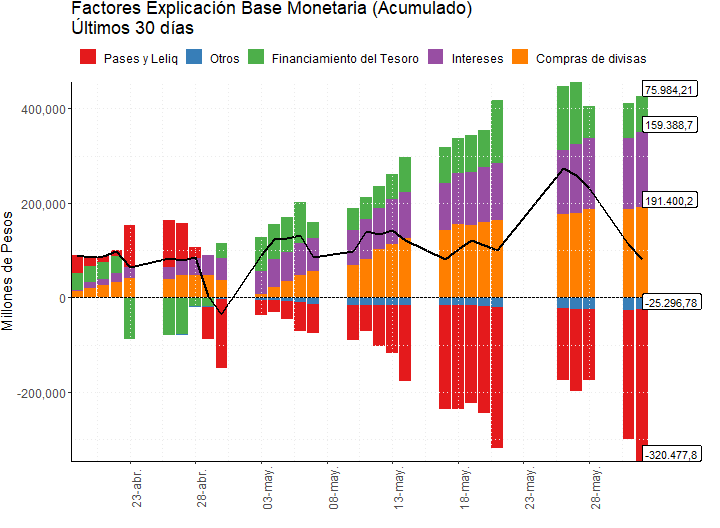 Factores Explicación Base Monetaria (Acumulado)
Últimos 30 días
Pases y Leliq Otros Financiamiento del Tesoro Intereses Compras de divisas
Millones de Pesos
400,000
200,000
0
-200,000
75.984,21
159.388,7
191.400,2
-25.296,78
-320.477,8
23-abr.
28-abr.
03-may.
08-may.
13-may.
18-may.
23-may.
28-may.